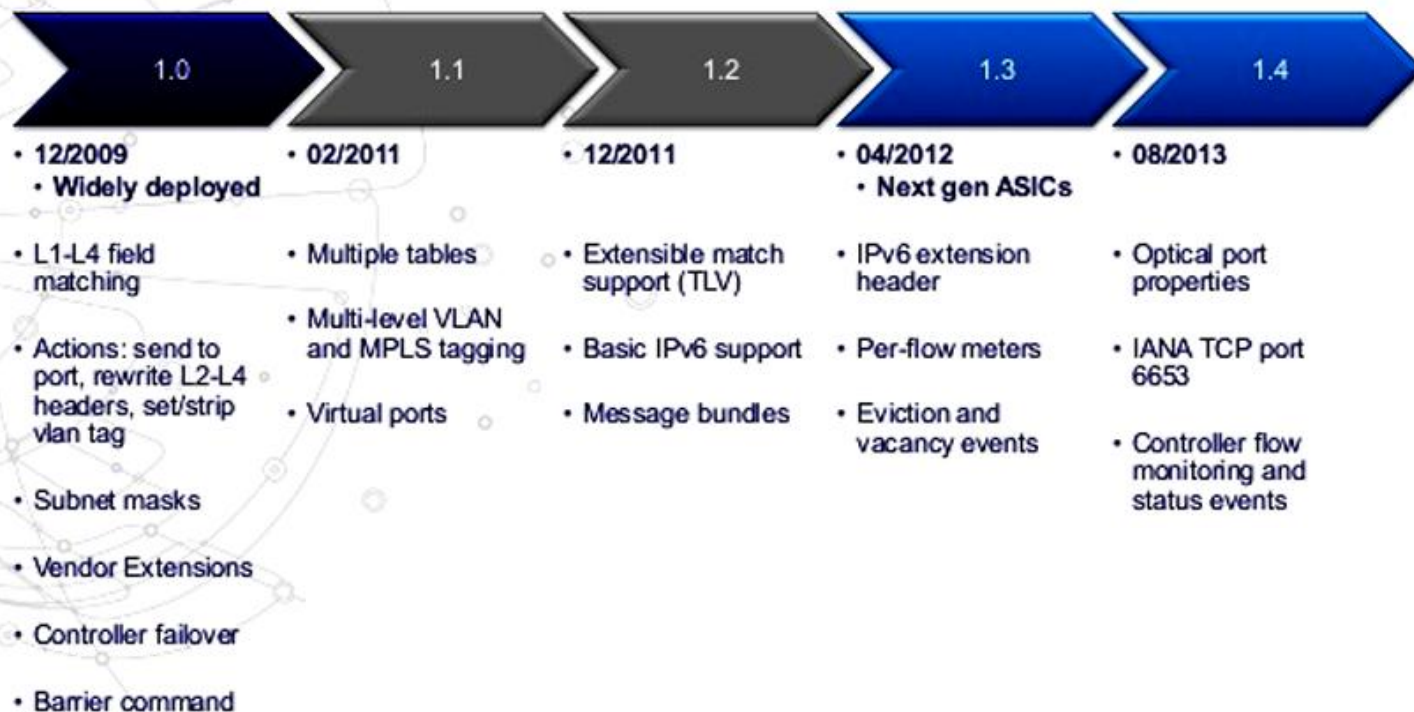 1.0
1.1
1.2
1.3
1.4
• 12/2009
• Widely deployed
• L1-L4 field
matching
• Actions: send to
port, rewrite L2-L4
headers, set/strip
vlan tag
• Subnet masks
• Vendor Extensions
• Controller failover
• Barrier command
• 02/2011
• Multiple tables
• Multi-level VLAN
and MPLS tagging
• Virtual ports
• 12/2011
• Extensible match
support (TLV)
• Basic IPv6 support
• Message bundles
• 04/2012
• Next gen ASICs
• IPv6 extension
header
• Per-flow meters
• Eviction and
vacancy events
• 08/2013
• Optical port
properties
• IANA TCP port
6653
• Controller flow
monitoring and
status events